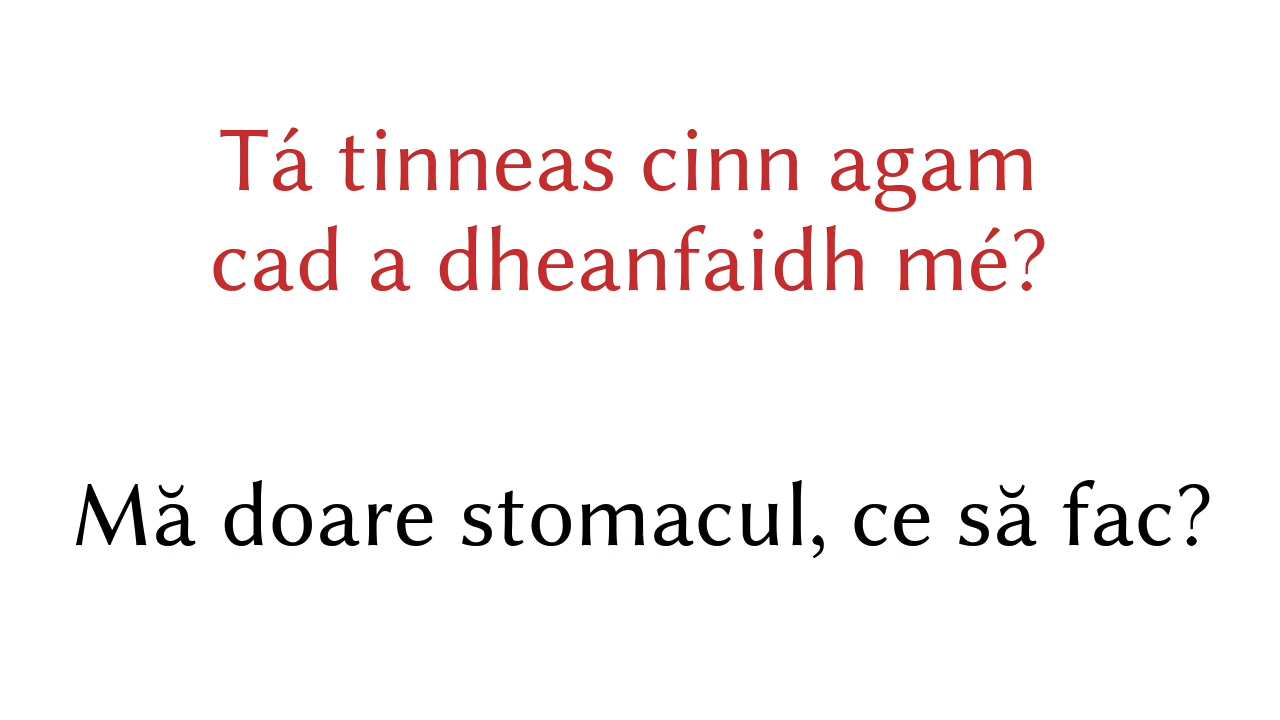 Tá tinneas cinn agam
cad a dheanfaidh mé?
Mă doare stomacul, ce să fac?